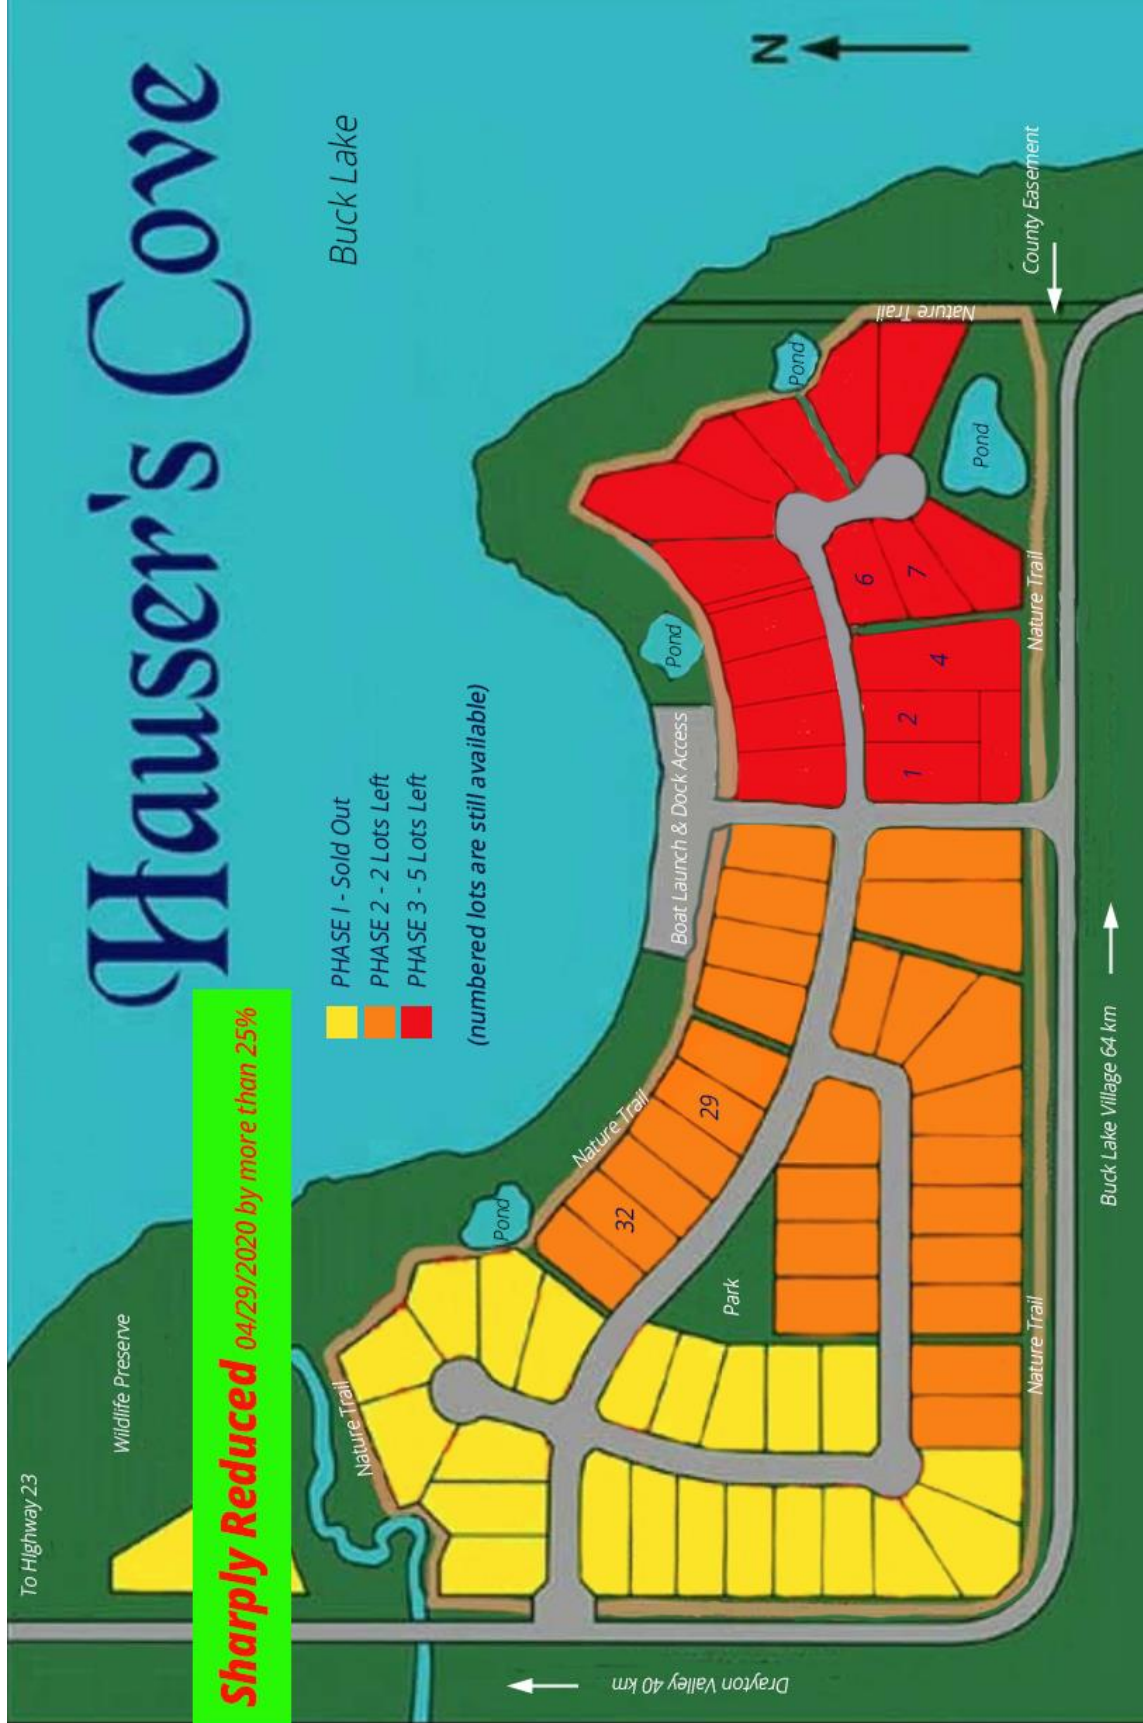 Hauser's Cove
Buck Lake
N
Sharply Reduced 04/29/2020 by more than 25%
PHASE I - Sold Out
PHASE 2 - 2 Lots Left
PHASE 3 - 5 Lots Left
(numbered lots are still available)
To HIghway 23
Wildlife Preserve
Nature Trail
Pond
Nature Trail
32
29
Boat Launch & Dock Access
Pond
Pond
Nature Trail
County Easement
Park
1
2
4
6
7
Pond
Nature Trail
Nature Trail
Drayton Valley 40 km
Buck Lake Village 64 km